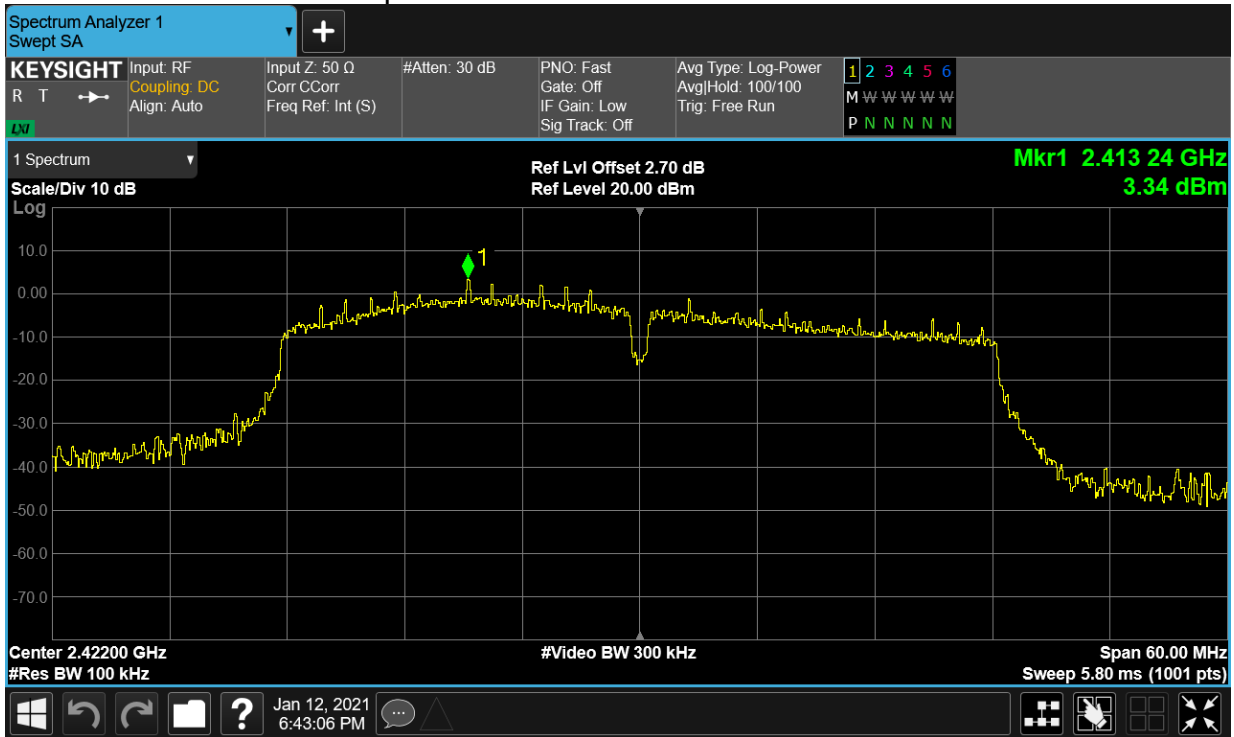 Spectrum Analyzer 1
Swept SA
KEYSIGHT
R T
LXI
Input: RF
Coupling: DC
Align: Auto
Input Z: 50 Ω
Corr CCorr
Freq Ref: Int (S)
#Atten: 30 dB
PNO: Fast
Gate: Off
IF Gain: Low
Sig Track: Off
Avg Type: Log-Power
Avg|Hold: 100/100
Trig: Free Run
1 2 3 4 5 6
M W W W W W
P N N N N N
1 Spectrum
Scale/Div 10 dB
Log
Ref Lvl Offset 2.70 dB
Ref Level 20.00 dBm
Mkr1 2.413 24 GHz
3.34 dBm
1
10.0
0.00
-10.0
-20.0
-30.0
-40.0
-50.0
-60.0
-70.0
Center 2.42200 GHz
#Res BW 100 kHz
#Video BW 300 kHz
Span 60.00 MHz
Sweep 5.80 ms (1001 pts)
?
Jan 12, 2021
6:43:06 PM